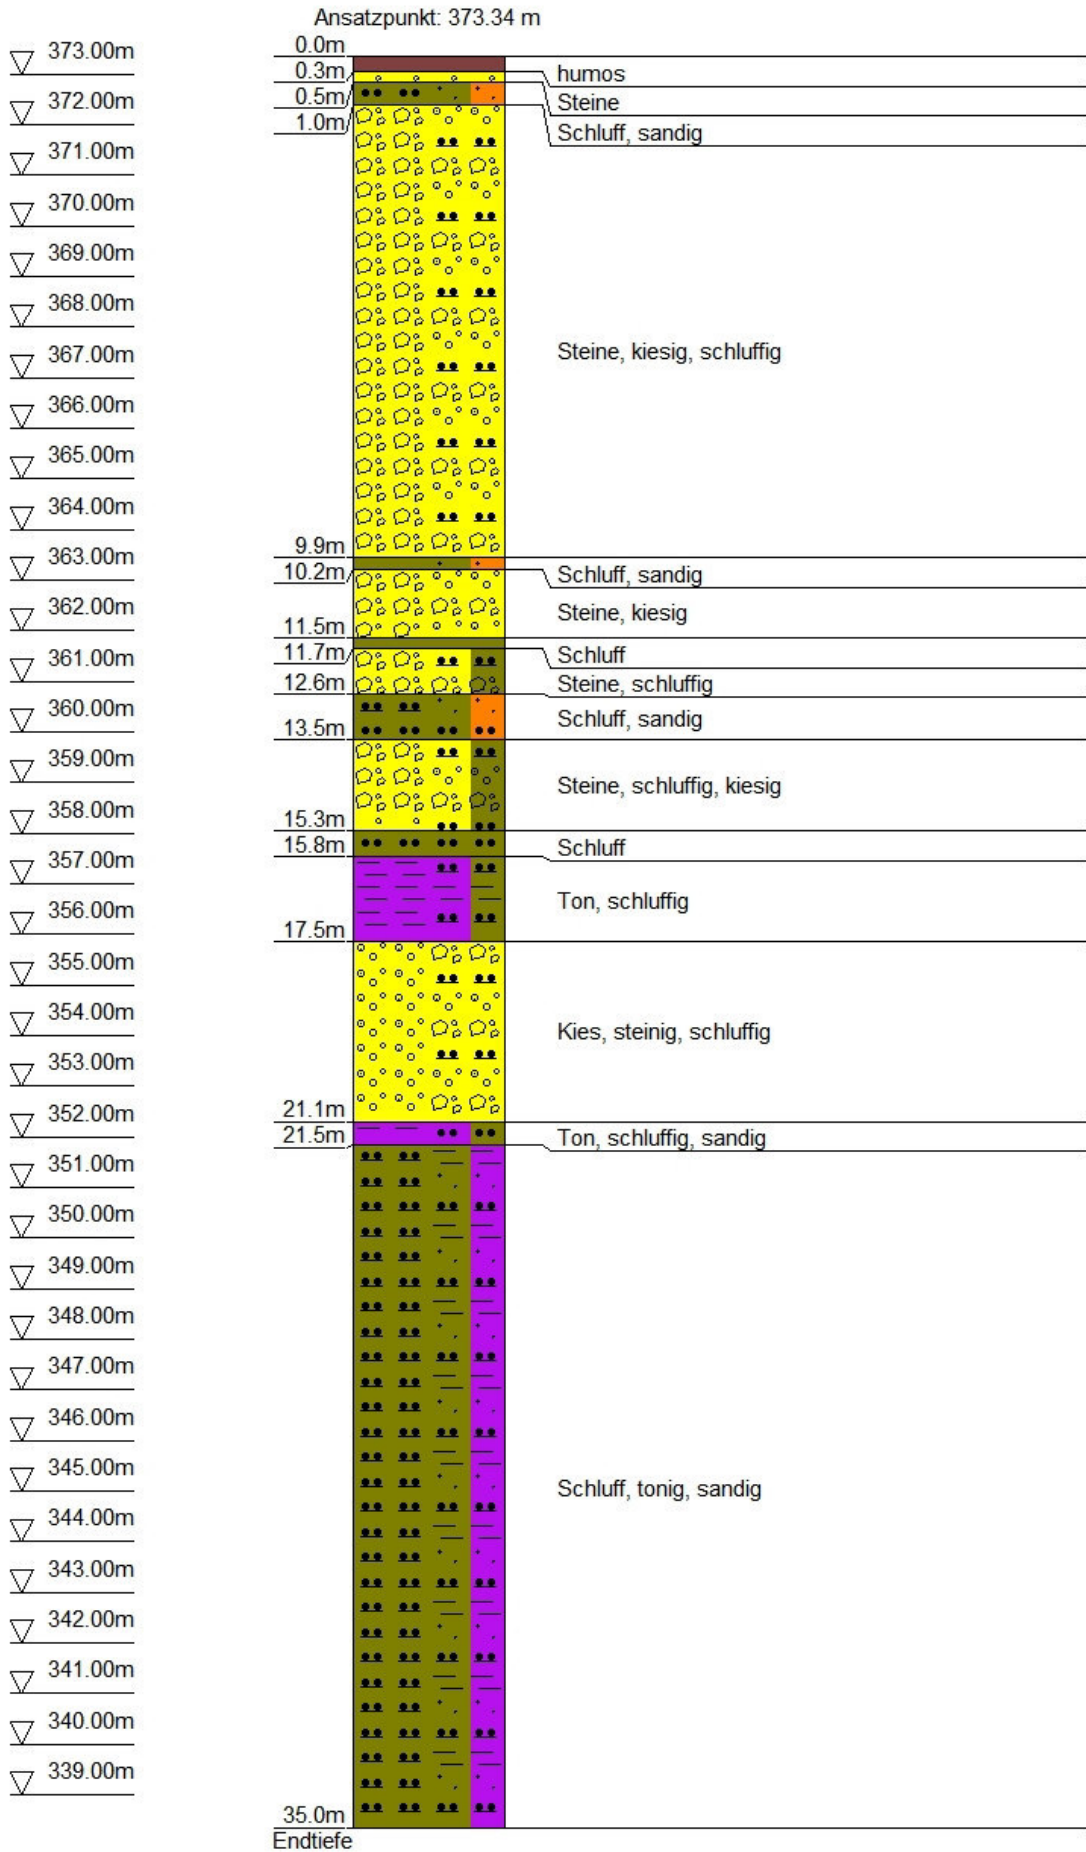 Ansatzpunkt: 373.34 m
373.00m
0.0m
0.3m
humos
372.00m
0.5m
Steine
1.0m
Schluff, sandig
371.00m
370.00m
369.00m
368.00m
367.00m
Steine, kiesig, schluffig
366.00m
365.00m
364.00m
363.00m
9.9m
10.2m
Schluff, sandig
362.00m
Steine, kiesig
11.5m
361.00m
11.7m
Schluff
12.6m
Steine, schluffig
360.00m
13.5m
Schluff, sandig
359.00m
Steine, schluffig, kiesig
358.00m
15.3m
15.8m
Schluff
357.00m
Ton, schluffig
356.00m
17.5m
355.00m
354.00m
Kies, steinig, schluffig
353.00m
352.00m
21.1m
21.5m
Ton, schluffig, sandig
351.00m
350.00m
349.00m
348.00m
347.00m
346.00m
345.00m
Schluff, tonig, sandig
344.00m
343.00m
342.00m
341.00m
340.00m
339.00m
35.0m
Endtiefe